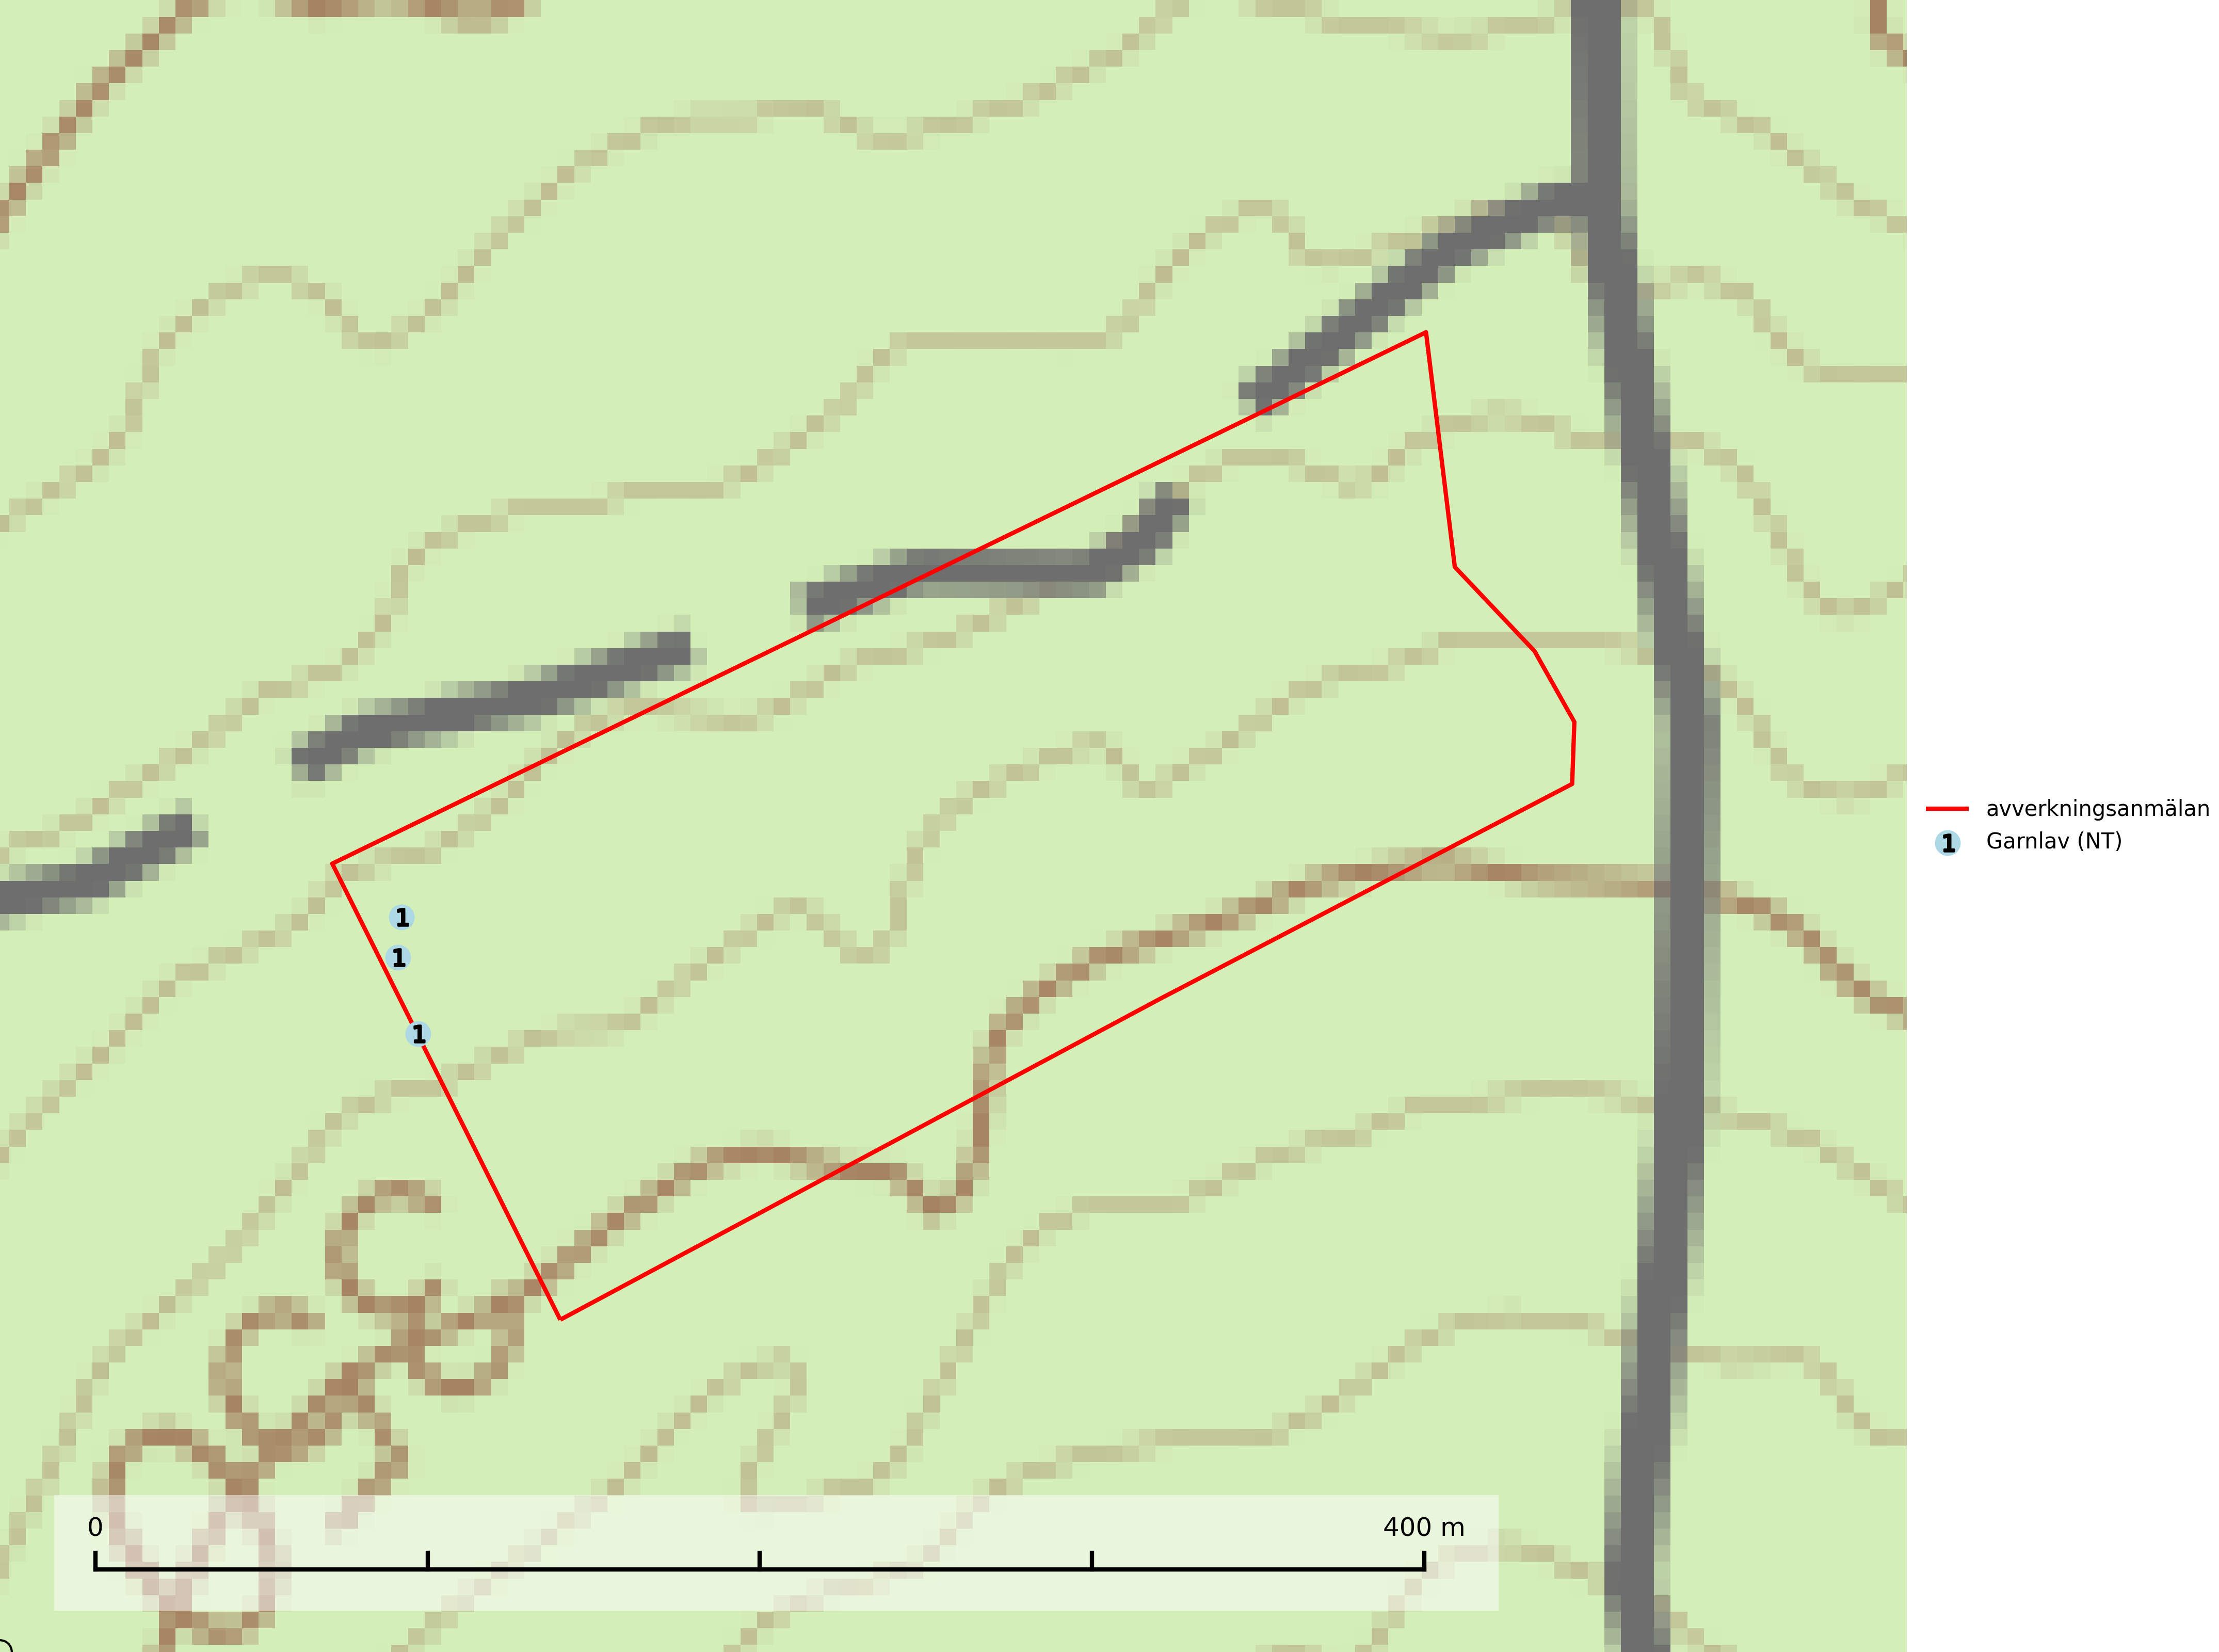 avverkningsanmälan
1 Garnlav (NT)
1
1
1
0 400 m